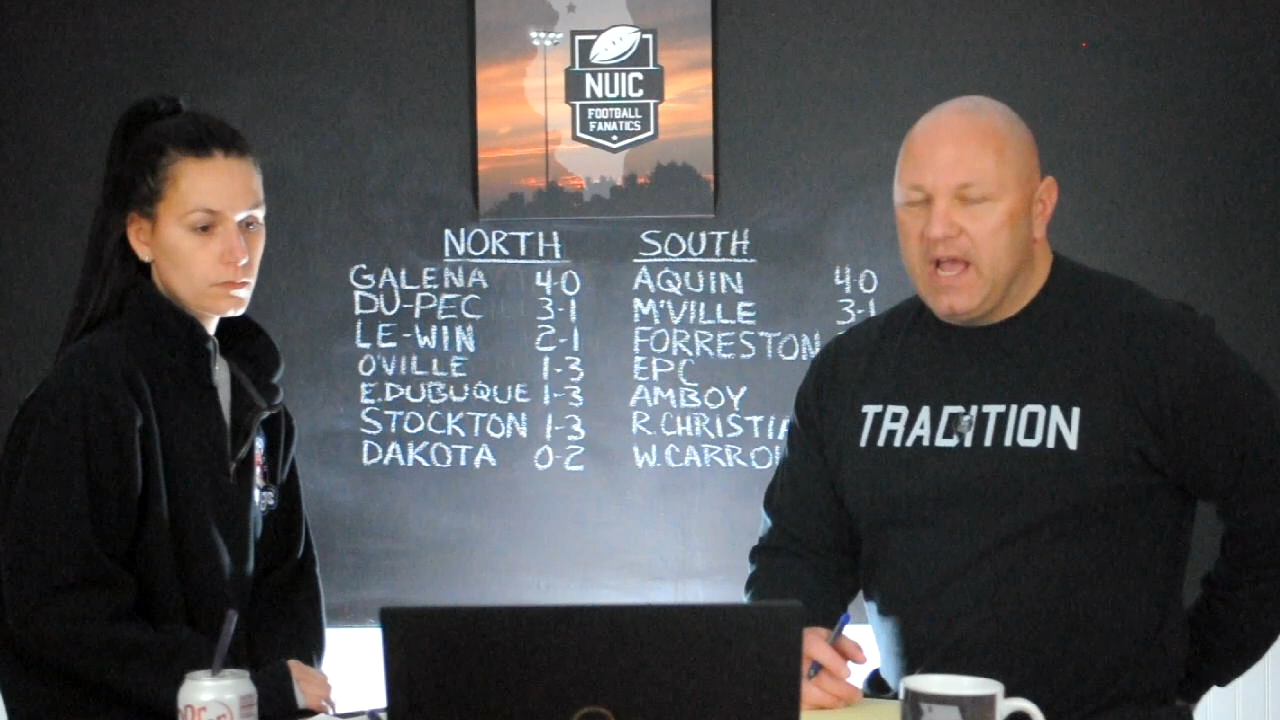 NUIC
FOOTBALL
FANATICS
NORTH SOUTH
GALENA 4-0 AQUIN 4-0
DU-PEC 3-1 M'VILLE 3-1
LE-WIN 2-1 FORRESTON
O'VILLE 1-3 EPC
E.DUBUQUE 1-3 AMBOY
STOCKTON 1-3 R.CHRISTIA
DAKOTA 0-2 W.CARRO
TRADITION